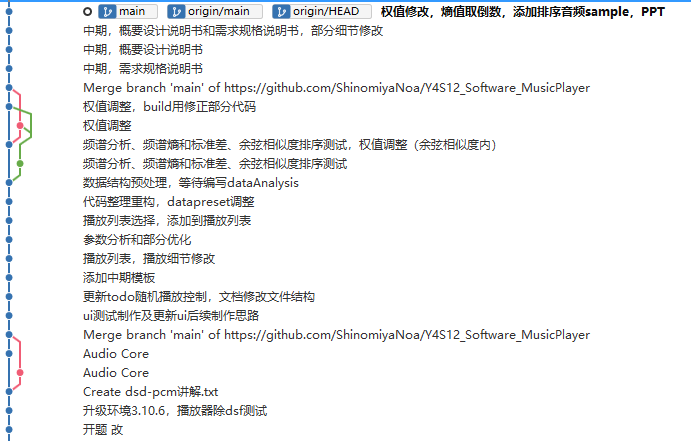 main origin/main origin/HEAD 权值修改，熵值取倒数，添加排序音频sample，PPT
中期，概要设计说明书和需求规格说明书，部分细节修改
中期，概要设计说明书
中期，需求规格说明书
Merge branch 'main' of https://github.com/ShinomiyaNoa/Y4S12_Software_MusicPlayer
权值调整，build用修正部分代码
权值调整
频谱分析、频谱熵和标准差、余弦相似度排序测试，权值调整（余弦相似度内）
频谱分析、频谱熵和标准差、余弦相似度排序测试
数据结构预处理，等待编写dataAnalysis
代码整理重构，datapreset调整
播放列表选择，添加到播放列表
参数分析和部分优化
播放列表，播放细节修改
添加中期模板
更新todo随机播放控制，文档修改文件结构
ui测试制作及更新ui后续制作思路
Merge branch 'main' of https://github.com/ShinomiyaNoa/Y4S12_Software_MusicPlayer
Audio Core
Audio Core
Create dsd-pcm讲解.txt
升级环境3.10.6，播放器除dsf测试
开题 改